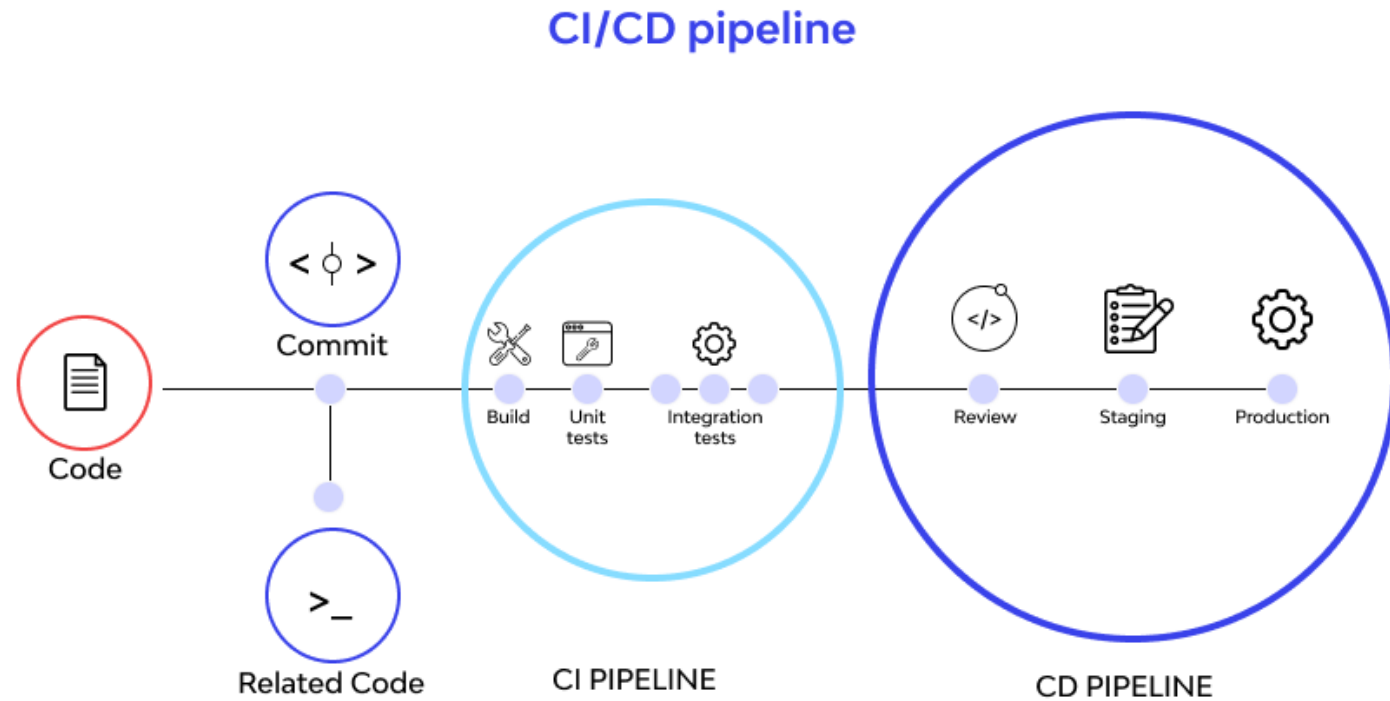 CI/CD pipeline
< >
Commit
Code
</>
Build
Unit
tests
Integration
tests
Review
Staging
Production
>_
Related Code
CI PIPELINE
CD PIPELINE